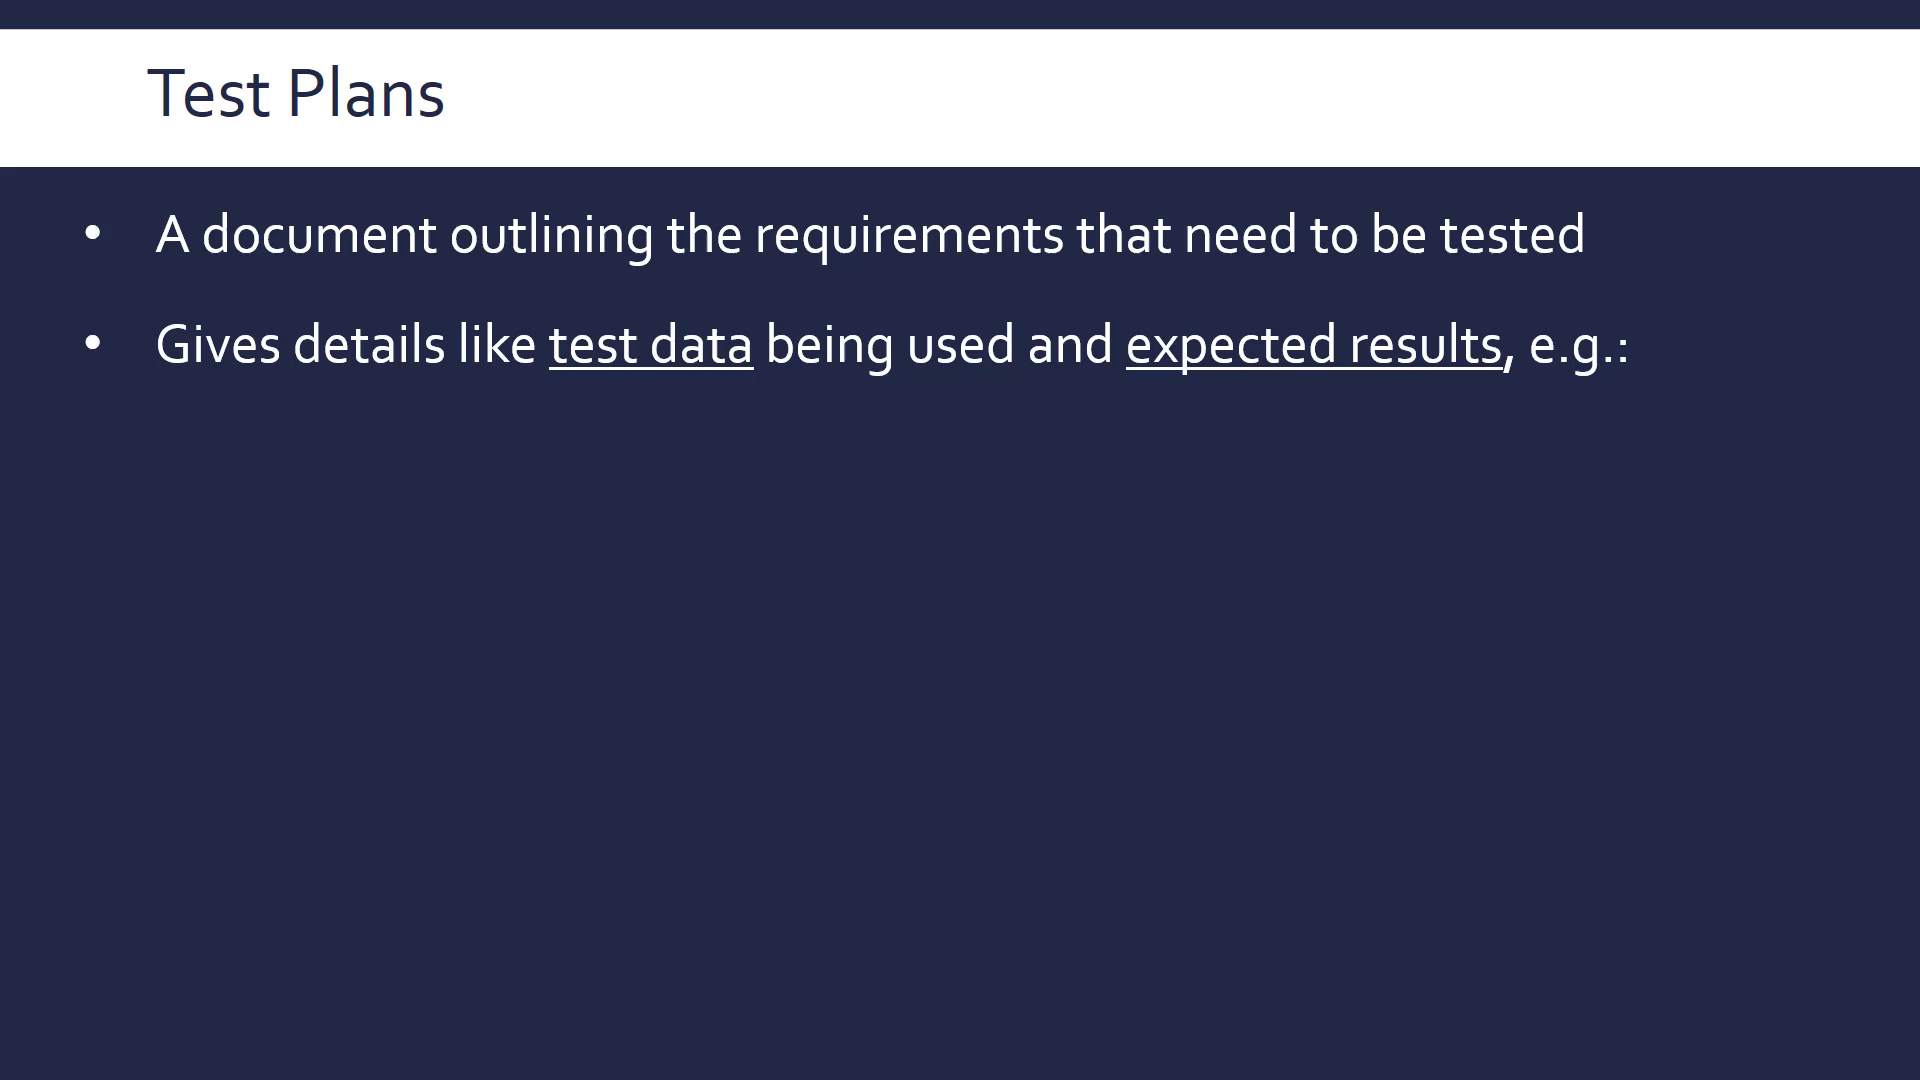 Test Plans
• A document outlining the requirements that need to be tested
• Gives details like test data being used and expected results, e.g.: